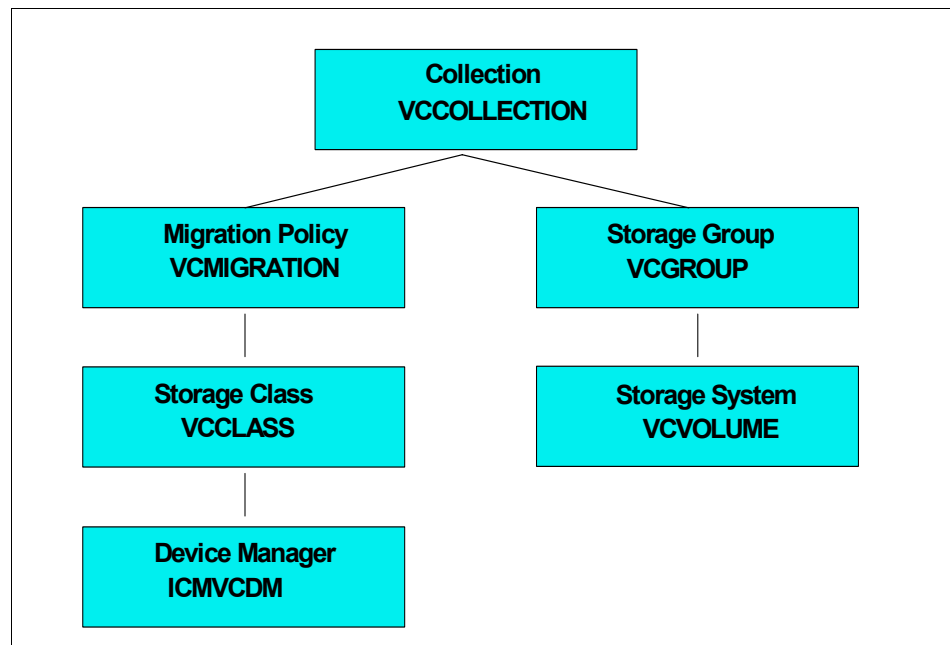 Collection
VCCOLLECTION
Migration Policy
VCMIGRATION
Storage Group
VCGROUP
Storage Class
VCCLASS
Storage System
VCVOLUME
Device Manager
ICMVCDM